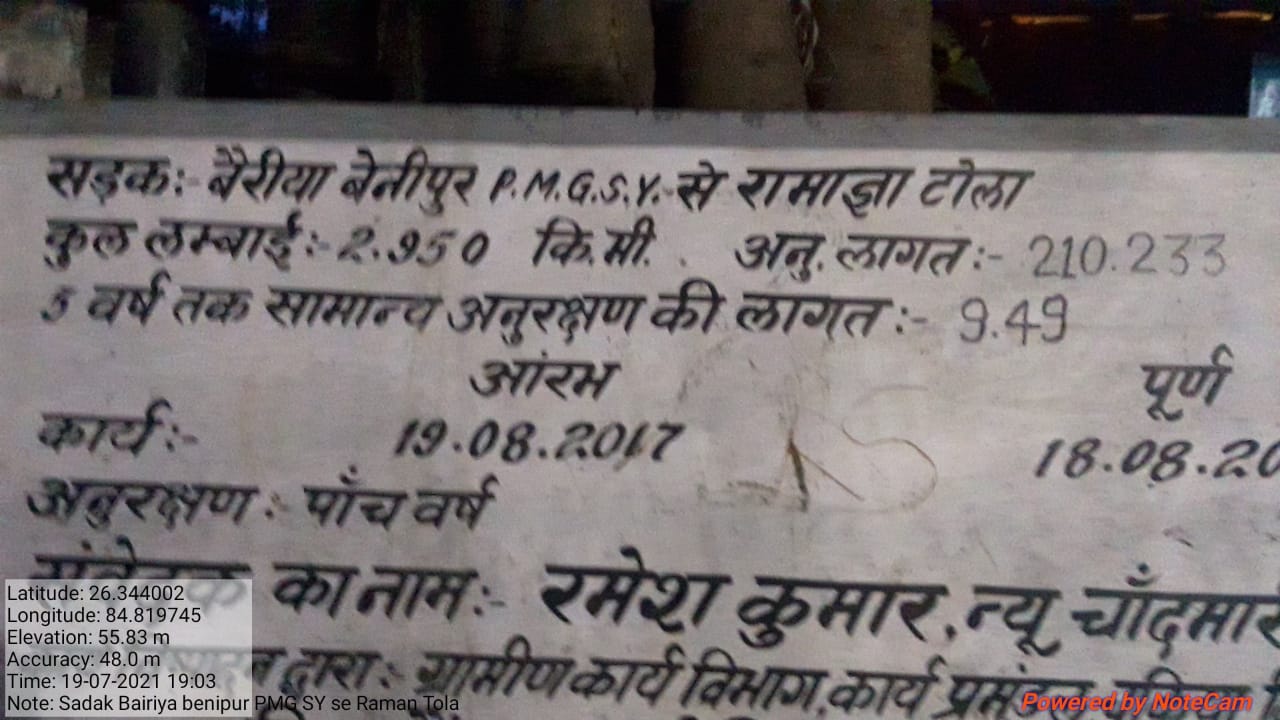 सड़क:- बैरीया बेनीपुर P.M.G.S.Y.-से रामाज्ञा टोला
कुल लम्बाई:- 2.950 कि.मी. अनु. लागत:- 210.233
5 वर्ष तक सामान्य अनुरक्षण की लागत:- 9.49
आंरभ पूर्ण
कार्य:- 19.08.2017 18.08.20
अनुरक्षण:- पाँच वर्ष
का नाम:- रमेश कुमार, न्यू चाँदमार
द्वारा: ग्रामीण कार्य विभाग, कार्य
Latitude: 26.344002
Longitude: 84.819745
Elevation: 55.83 m
Accuracy: 48.0 m
Time: 19-07-2021 19:03
Note: Sadak Bairiya benipur PMG SY se Raman Tola
Powered by NoteCam